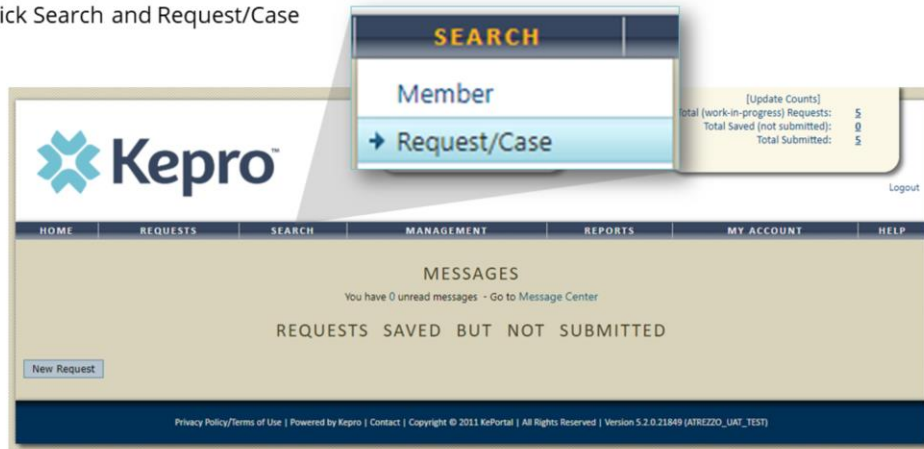 ick Search and Request/Case
SEARCH
Member
Request/Case
[Update Counts]
Total (work-in-progress) Requests: 5
Total Saved (not submitted): 0
Total Submitted: 5
Kepro
Logout
HOME REQUESTS SEARCH MANAGEMENT REPORTS MY ACCOUNT HELP
MESSAGES
You have 0 unread messages - Go to Message Center
REQUESTS SAVED BUT NOT SUBMITTED
New Request
Privacy Policy/Terms of Use | Powered by Kepro | Contact | Copyright © 2011 KePortal | All Rights Reserved | Version 5.2.0.21849 (ATREZZO_UAT_TEST)